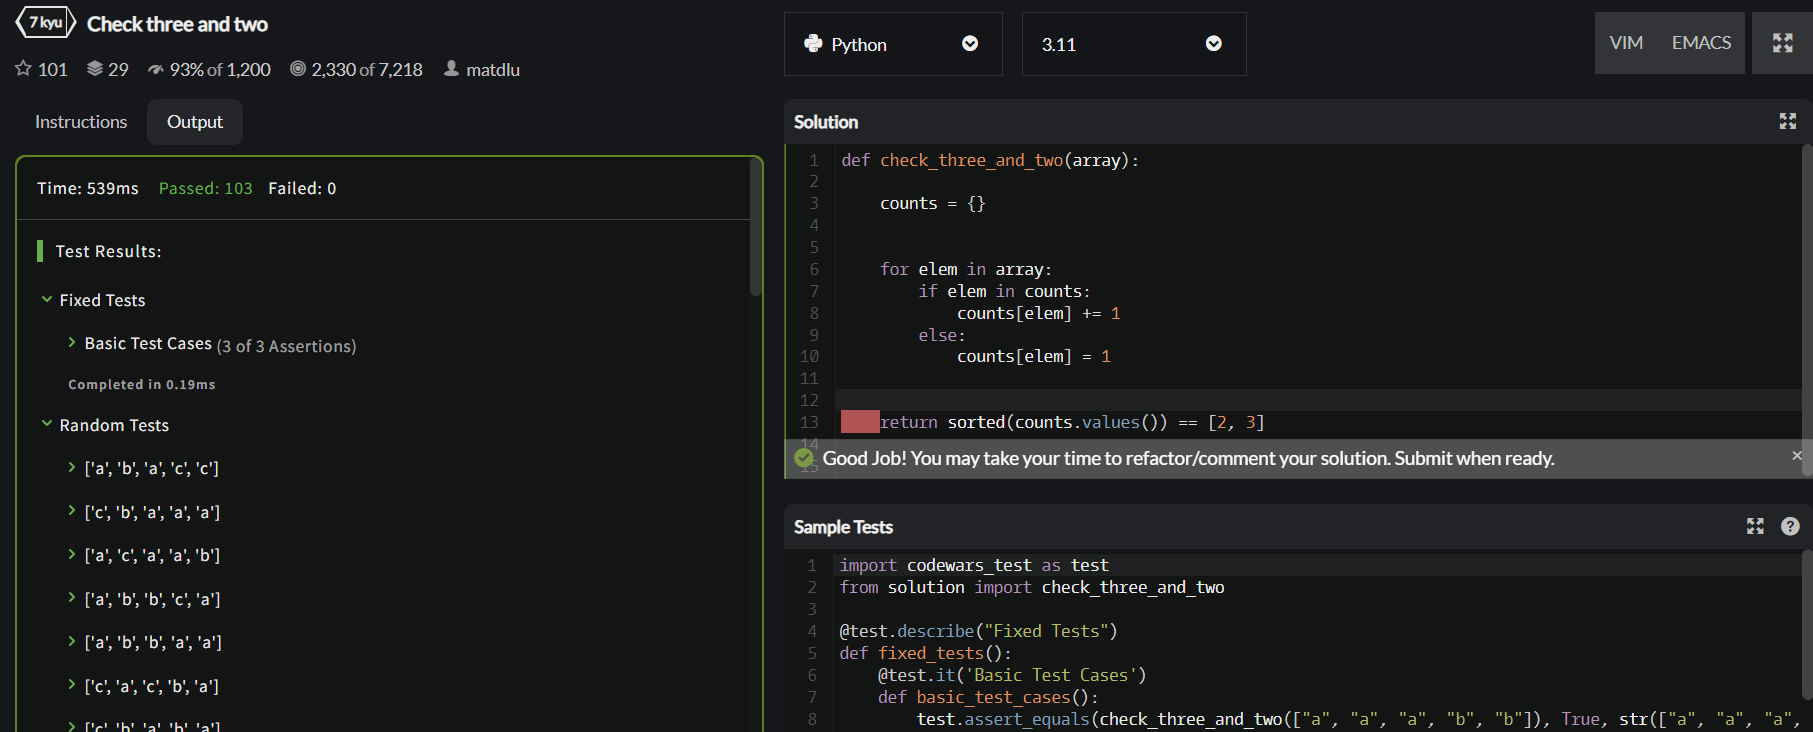 7 kyu Check three and two
101 29 93% of 1,200 2,330 of 7,218 matdlu
Instructions Output
Time: 539ms Passed: 103 Failed: 0
Test Results:
Fixed Tests
Basic Test Cases (3 of 3 Assertions)
Completed in 0.19ms
Random Tests
['a', 'b', 'a', 'c', 'c']
['c', 'b', 'a', 'a', 'a']
['a', 'c', 'a', 'a', 'b']
['a', 'b', 'b', 'c', 'a']
['a', 'b', 'b', 'a', 'a']
['c', 'a', 'c', 'b', 'a']
['c', 'b', 'a', 'b', 'a']
Python 3.11 VIM EMACS
Solution
1 def check_three_and_two(array):
2
3 counts = {}
4
5
6 for elem in array:
7 if elem in counts:
8 counts[elem] += 1
9 else:
10 counts[elem] = 1
11
12
13 return sorted(counts.values()) == [2, 3]
14
15
Good Job! You may take your time to refactor/comment your solution. Submit when ready.
Sample Tests
1 import codewars_test as test
2 from solution import check_three_and_two
3
4 @test.describe("Fixed Tests")
5 def fixed_tests():
6 @test.it('Basic Test Cases')
7 def basic_test_cases():
8 test.assert_equals(check_three_and_two(["a", "a", "a", "b", "b"]), True, str(["a", "a", "a",